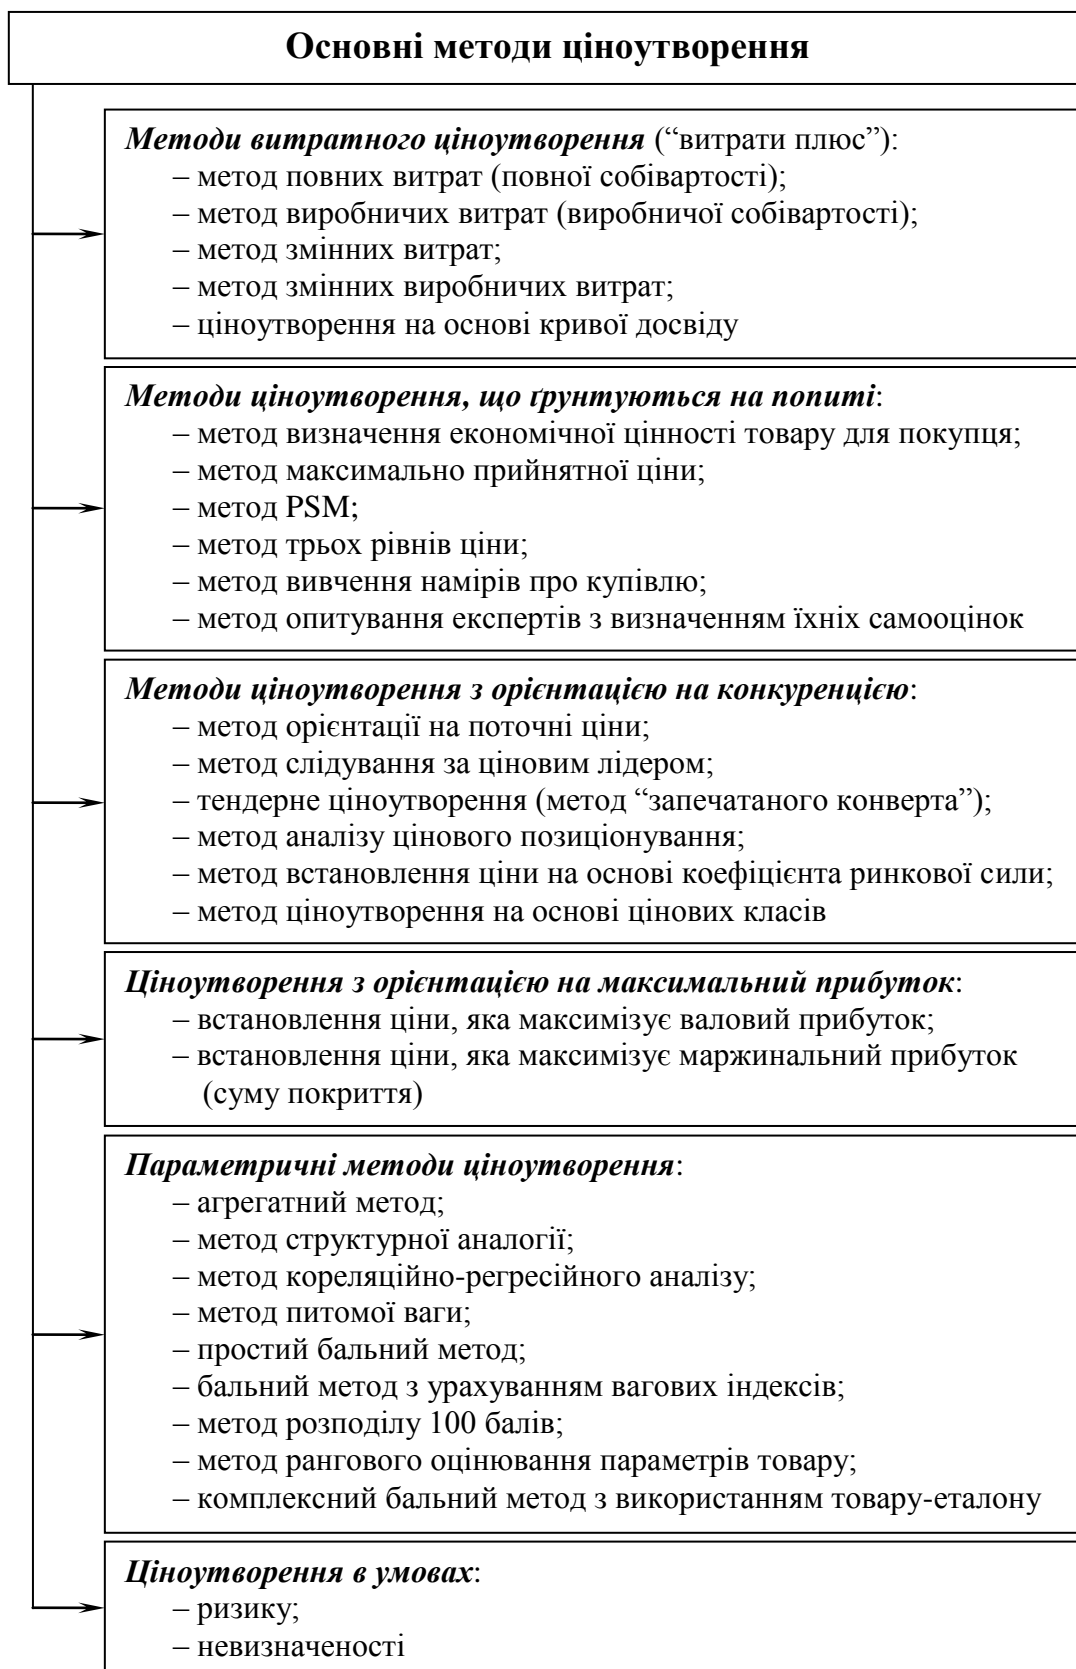 Основні методи ціноутворення
Методи витратного ціноутворення (“витрати плюс”):
– метод повних витрат (повної собівартості);
– метод виробничих витрат (виробничої собівартості);
– метод змінних витрат;
– метод змінних виробничих витрат;
– ціноутворення на основі кривої досвіду
Методи ціноутворення, що ґрунтуються на попиті:
– метод визначення економічної цінності товару для покупця;
– метод максимально прийнятної ціни;
– метод PSM;
– метод трьох рівнів ціни;
– метод вивчення намірів про купівлю;
– метод опитування експертів з визначенням їхніх самооцінок
Методи ціноутворення з орієнтацією на конкуренцією:
– метод орієнтації на поточні ціни;
– метод слідування за ціновим лідером;
– тендерне ціноутворення (метод “запечатаного конверта”);
– метод аналізу цінового позиціонування;
– метод встановлення ціни на основі коефіцієнта ринкової сили;
– метод ціноутворення на основі цінових класів
Ціноутворення з орієнтацією на максимальний прибуток:
– встановлення ціни, яка максимізує валовий прибуток;
– встановлення ціни, яка максимізує маржинальний прибуток
(суму покриття)
Параметричні методи ціноутворення:
– агрегатний метод;
– метод структурної аналогії;
– метод кореляційно-регресійного аналізу;
– метод питомої ваги;
– простий бальний метод;
– бальний метод з урахуванням вагових індексів;
– метод розподілу 100 балів;
– метод рангового оцінювання параметрів товару;
– комплексний бальний метод з використанням товару-еталону
Ціноутворення в умовах:
– ризику;
– невизначеності